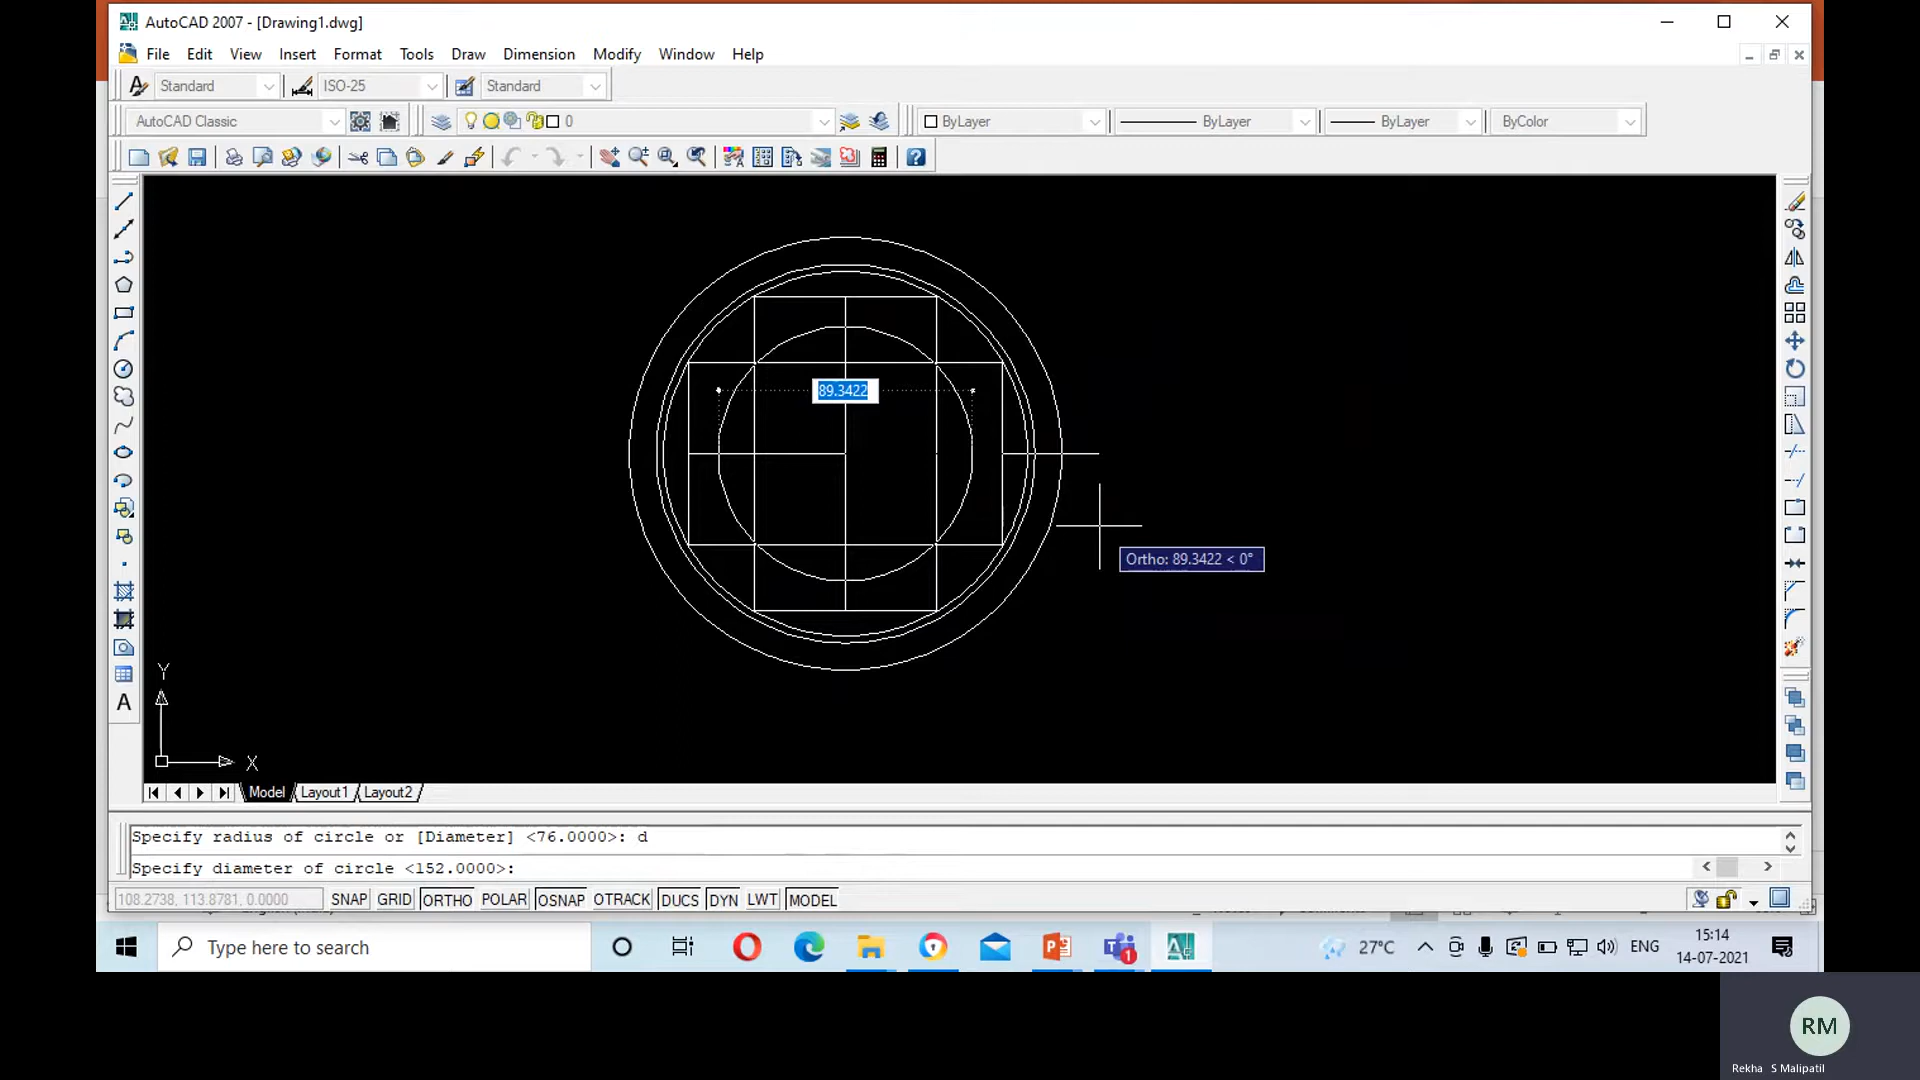 AutoCAD 2007 - [Drawing1.dwg]
File Edit View Insert Format Tools Draw Dimension Modify Window Help
Standard ISO-25 Standard
AutoCAD Classic 0 ByLayer ByLayer ByLayer ByColor
89.3422
Ortho: 89.3422 < 0°
Y
X
A
Model Layout1 Layout2
Specify radius of circle or [Diameter] <76.0000>: d
Specify diameter of circle <152.0000>:
108.2738, 113.8781, 0.0000 SNAP GRID ORTHO POLAR OSNAP OTRACK DUCS DYN LWT MODEL
Type here to search 1 27°C ENG 15:14
14-07-2021
RM
Rekha S Malipatil